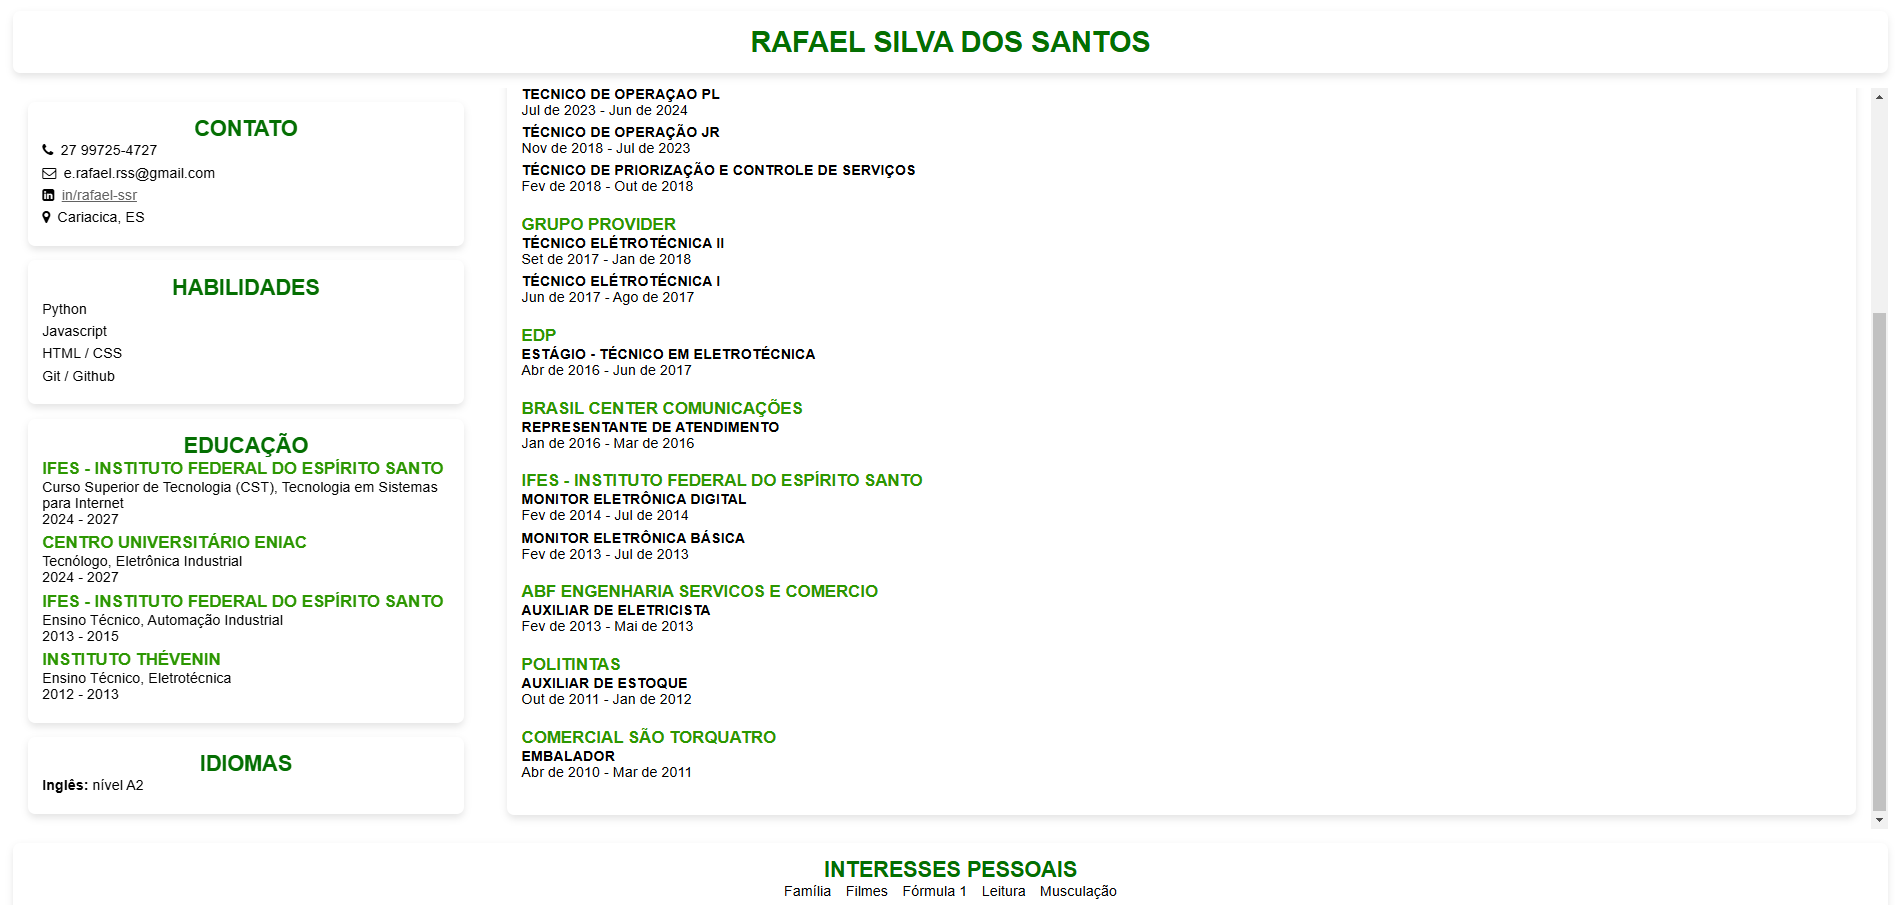 RAFAEL SILVA DOS SANTOS
CONTATO
27 99725-4727
e.rafael.rss@gmail.com
in/rafael-ssr
Cariacica, ES
HABILIDADES
Python
Javascript
HTML / CSS
Git / Github
EDUCAÇÃO
IFES - INSTITUTO FEDERAL DO ESPÍRITO SANTO
Curso Superior de Tecnologia (CST), Tecnologia em Sistemas
para Internet
2024 - 2027
CENTRO UNIVERSITÁRIO ENIAC
Tecnólogo, Eletrônica Industrial
2024 - 2027
IFES - INSTITUTO FEDERAL DO ESPÍRITO SANTO
Ensino Técnico, Automação Industrial
2013 - 2015
INSTITUTO THÉVENIN
Ensino Técnico, Eletrotécnica
2012 - 2013
IDIOMAS
Inglês: nível A2
TÉCNICO DE OPERAÇÃO PL
Jul de 2023 - Jun de 2024
TÉCNICO DE OPERAÇÃO JR
Nov de 2018 - Jul de 2023
TÉCNICO DE PRIORIZAÇÃO E CONTROLE DE SERVIÇOS
Fev de 2018 - Out de 2018
GRUPO PROVIDER
TÉCNICO ELÉTROTÉCNICA II
Set de 2017 - Jan de 2018
TÉCNICO ELÉTROTÉCNICA I
Jun de 2017 - Ago de 2017
EDP
ESTÁGIO - TÉCNICO EM ELETROTÉCNICA
Abr de 2016 - Jun de 2017
BRASIL CENTER COMUNICAÇÕES
REPRESENTANTE DE ATENDIMENTO
Jan de 2016 - Mar de 2016
IFES - INSTITUTO FEDERAL DO ESPÍRITO SANTO
MONITOR ELETRÔNICA DIGITAL
Fev de 2014 - Jul de 2014
MONITOR ELETRÔNICA BÁSICA
Fev de 2013 - Jul de 2013
ABF ENGENHARIA SERVICOS E COMERCIO
AUXILIAR DE ELETRICISTA
Fev de 2013 - Mai de 2013
POLITINTAS
AUXILIAR DE ESTOQUE
Out de 2011 - Jan de 2012
COMERCIAL SÃO TORQUATRO
EMBALADOR
Abr de 2010 - Mar de 2011
INTERESSES PESSOAIS
Família Filmes Fórmula 1 Leitura Musculação